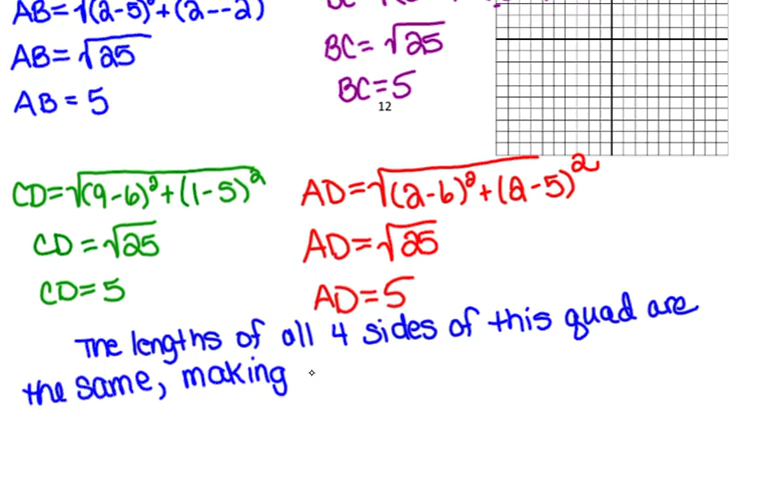 AB=√(2-5)²+(2--2)
BC=
AB=√25
BC=√25
AB=5
BC=5
12
CD=√(9-6)²+(1-5)²
AD=√(2-6)²+(2-5)²
CD=√25
AD=√25
CD=5
AD=5
The lengths of all 4 sides of this quad are
the same, making